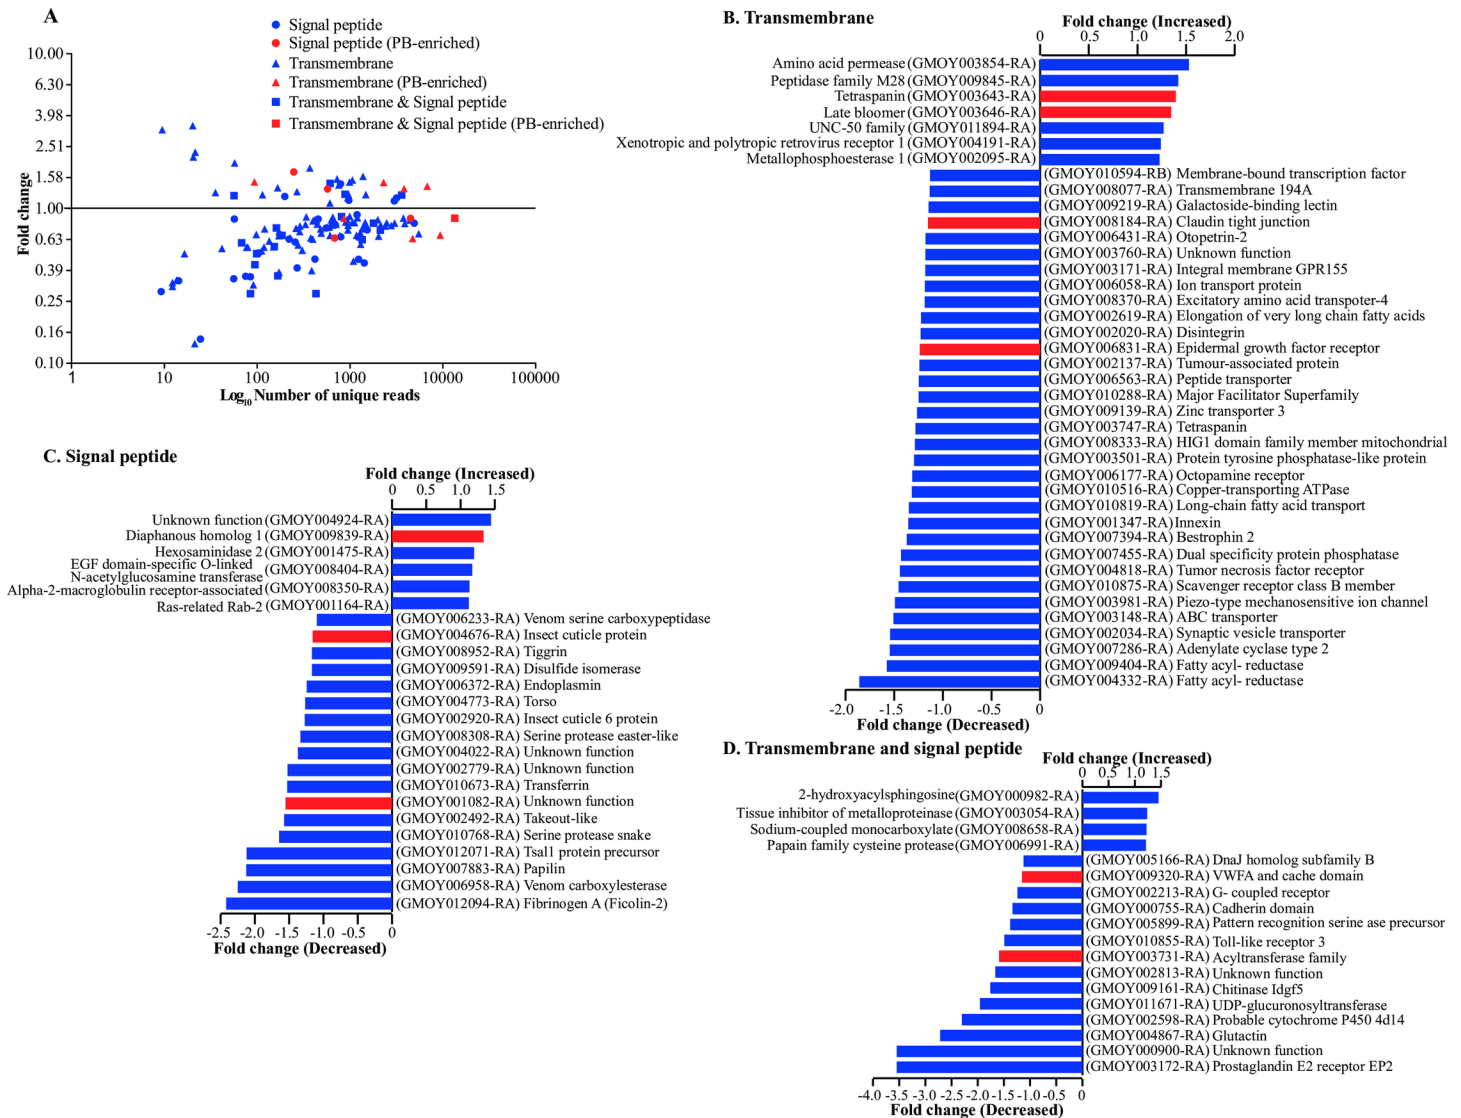 A
Signal peptide
Signal peptide (PB-enriched)
Transmembrane
Transmembrane (PB-enriched)
Transmembrane & Signal peptide
Transmembrane & Signal peptide (PB-enriched)
Fold change
10.00
6.30
3.98
2.51
1.58
1.00
0.63
0.39
0.25
0.16
0.10
1 10 100 1000 10000 100000
Log10 Number of unique reads
B. Transmembrane
Fold change (Increased)
0 0.5 1.0 1.5 2.0
Amino acid permease (GMOY003854-RA)
Peptidase family M28 (GMOY009845-RA)
Tetraspanin (GMOY003643-RA)
Late bloomer (GMOY003646-RA)
UNC-50 family (GMOY011894-RA)
Xenotropic and polytropic retrovirus receptor 1 (GMOY004191-RA)
Metallophosphoesterase 1 (GMOY002095-RA)
(GMOY010594-RB) Membrane-bound transcription factor
(GMOY008077-RA) Transmembrane 194A
(GMOY009219-RA) Galactoside-binding lectin
(GMOY008184-RA) Claudin tight junction
(GMOY006431-RA) Otopetrin-2
(GMOY003760-RA) Unknown function
(GMOY003171-RA) Integral membrane GPR155
(GMOY006058-RA) Ion transport protein
(GMOY008370-RA) Excitatory amino acid transpoter-4
(GMOY002619-RA) Elongation of very long chain fatty acids
(GMOY002020-RA) Disintegrin
(GMOY006831-RA) Epidermal growth factor receptor
(GMOY002137-RA) Tumour-associated protein
(GMOY006563-RA) Peptide transporter
(GMOY010288-RA) Major Facilitator Superfamily
(GMOY009139-RA) Zinc transporter 3
(GMOY003747-RA) Tetraspanin
(GMOY008333-RA) HIG1 domain family member mitochondrial
(GMOY003501-RA) Protein tyrosine phosphatase-like protein
(GMOY006177-RA) Octopamine receptor
(GMOY010516-RA) Copper-transporting ATPase
(GMOY010819-RA) Long-chain fatty acid transport
(GMOY001347-RA) Innexin
(GMOY007394-RA) Bestrophin 2
(GMOY007455-RA) Dual specificity protein phosphatase
(GMOY004818-RA) Tumor necrosis factor receptor
(GMOY010875-RA) Scavenger receptor class B member
(GMOY003981-RA) Piezo-type mechanosensitive ion channel
(GMOY003148-RA) ABC transporter
(GMOY002034-RA) Synaptic vesicle transporter
(GMOY007286-RA) Adenylate cyclase type 2
(GMOY009404-RA) Fatty acyl- reductase
(GMOY004332-RA) Fatty acyl- reductase
-2.0 -1.5 -1.0 -0.5 0
Fold change (Decreased)
C. Signal peptide
Fold change (Increased)
0 0.5 1.0 1.5
Unknown function (GMOY004924-RA)
Diaphanous homolog 1 (GMOY009839-RA)
Hexosaminidase 2 (GMOY001475-RA)
EGF domain-specific O-linked
N-acetylglucosamine transferase (GMOY008404-RA)
Alpha-2-macroglobulin receptor-associated (GMOY008350-RA)
Ras-related Rab-2 (GMOY001164-RA)
(GMOY006233-RA) Venom serine carboxypeptidase
(GMOY004676-RA) Insect cuticle protein
(GMOY008952-RA) Tiggrin
(GMOY009591-RA) Disulfide isomerase
(GMOY006372-RA) Endoplasmin
(GMOY004773-RA) Torso
(GMOY002920-RA) Insect cuticle 6 protein
(GMOY008308-RA) Serine protease easter-like
(GMOY004022-RA) Unknown function
(GMOY002779-RA) Unknown function
(GMOY010673-RA) Transferrin
(GMOY001082-RA) Unknown function
(GMOY002492-RA) Takeout-like
(GMOY010768-RA) Serine protease snake
(GMOY012071-RA) Tsal1 protein precursor
(GMOY007883-RA) Papilin
(GMOY006958-RA) Venom carboxylesterase
(GMOY012094-RA) Fibrinogen A (Ficolin-2)
-2.5 -2.0 -1.5 -1.0 -0.5 0
Fold change (Decreased)
D. Transmembrane and signal peptide
Fold change (Increased)
0 0.5 1.0 1.5
2-hydroxyacylsphingosine (GMOY000982-RA)
Tissue inhibitor of metalloproteinase (GMOY003054-RA)
Sodium-coupled monocarboxylate (GMOY008658-RA)
Papain family cysteine protease (GMOY006991-RA)
(GMOY005166-RA) DnaJ homolog subfamily B
(GMOY009320-RA) VWFA and cache domain
(GMOY002213-RA) G- coupled receptor
(GMOY000755-RA) Cadherin domain
(GMOY005899-RA) Pattern recognition serine ase precursor
(GMOY010855-RA) Toll-like receptor 3
(GMOY003731-RA) Acyltransferase family
(GMOY002813-RA) Unknown function
(GMOY009161-RA) Chitinase Idgf5
(GMOY011671-RA) UDP-glucuronosyltransferase
(GMOY002598-RA) Probable cytochrome P450 4d14
(GMOY004867-RA) Glutactin
(GMOY000900-RA) Unknown function
(GMOY003172-RA) Prostaglandin E2 receptor EP2
-4.0 -3.5 -3.0 -2.5 -2.0 -1.5 -1.0 -0.5 0
Fold change (Decreased)